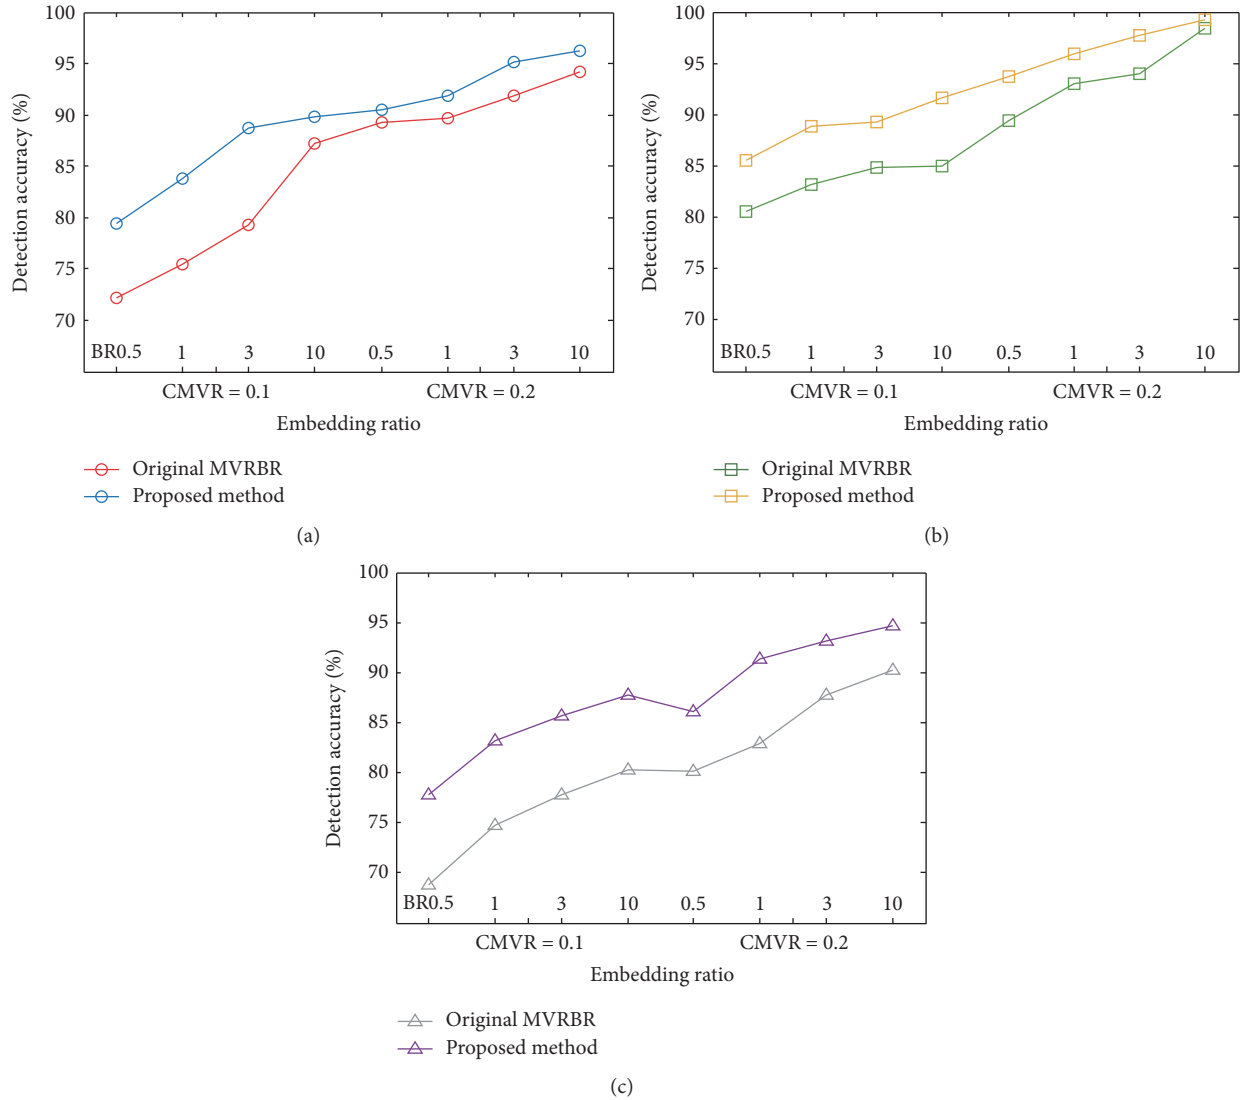 100
95
90
85
80
75
70
Detection accuracy (%)
BR0.5 1 3 10 0.5 1 3 10
CMVR = 0.1 CMVR = 0.2
Embedding ratio
Original MVRBR
Proposed method
(a)
100
95
90
85
80
75
70
Detection accuracy (%)
BR0.5 1 3 10 0.5 1 3 10
CMVR = 0.1 CMVR = 0.2
Embedding ratio
Original MVRBR
Proposed method
(b)
100
95
90
85
80
75
70
Detection accuracy (%)
BR0.5 1 3 10 0.5 1 3 10
CMVR = 0.1 CMVR = 0.2
Embedding ratio
Original MVRBR
Proposed method
(c)